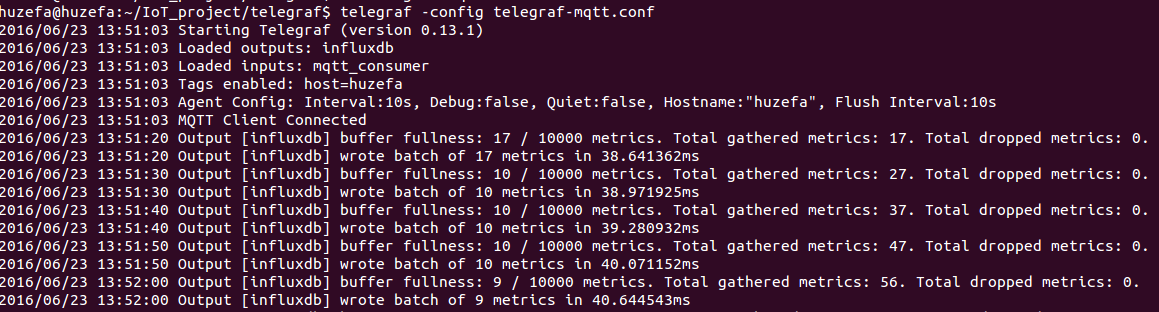 huzefa@huzefa:~/IoT_project/telegraf$ telegraf -config telegraf-mqtt.conf
2016/06/23 13:51:03 Starting Telegraf (version 0.13.1)
2016/06/23 13:51:03 Loaded outputs: influxdb
2016/06/23 13:51:03 Loaded inputs: mqtt_consumer
2016/06/23 13:51:03 Tags enabled: host=huzefa
2016/06/23 13:51:03 Agent Config: Interval:10s, Debug:false, Quiet:false, Hostname:"huzefa", Flush Interval:10s
2016/06/23 13:51:03 MQTT Client Connected
2016/06/23 13:51:20 Output [influxdb] buffer fullness: 17 / 10000 metrics. Total gathered metrics: 17. Total dropped metrics: 0.
2016/06/23 13:51:20 Output [influxdb] wrote batch of 17 metrics in 38.641362ms
2016/06/23 13:51:30 Output [influxdb] buffer fullness: 10 / 10000 metrics. Total gathered metrics: 27. Total dropped metrics: 0.
2016/06/23 13:51:30 Output [influxdb] wrote batch of 10 metrics in 38.971925ms
2016/06/23 13:51:40 Output [influxdb] buffer fullness: 10 / 10000 metrics. Total gathered metrics: 37. Total dropped metrics: 0.
2016/06/23 13:51:40 Output [influxdb] wrote batch of 10 metrics in 39.280932ms
2016/06/23 13:51:50 Output [influxdb] buffer fullness: 10 / 10000 metrics. Total gathered metrics: 47. Total dropped metrics: 0.
2016/06/23 13:51:50 Output [influxdb] wrote batch of 10 metrics in 40.071152ms
2016/06/23 13:52:00 Output [influxdb] buffer fullness: 9 / 10000 metrics. Total gathered metrics: 56. Total dropped metrics: 0.
2016/06/23 13:52:00 Output [influxdb] wrote batch of 9 metrics in 40.644543ms